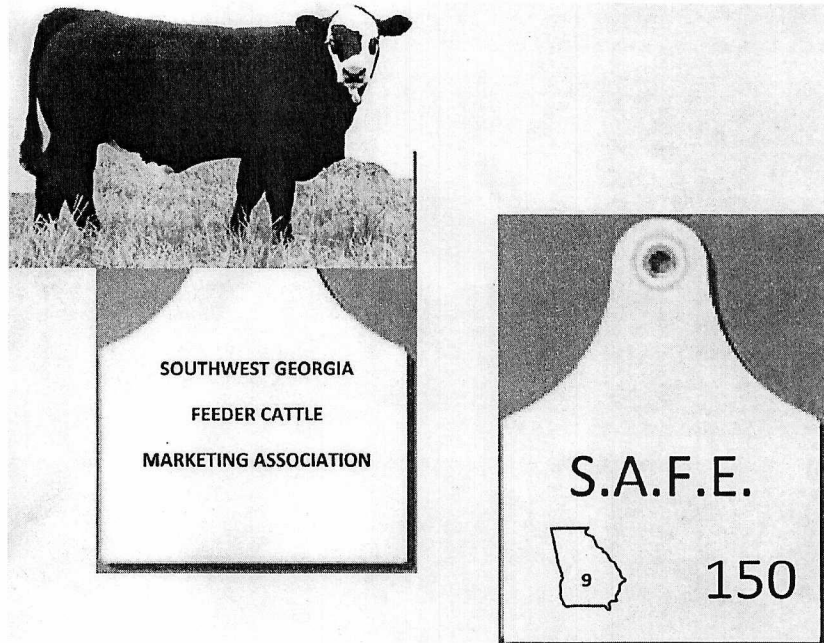 SOUTHWEST GEORGIA
FEEDER CATTLE
MARKETING ASSOCIATION
S.A.F.E.
9
150